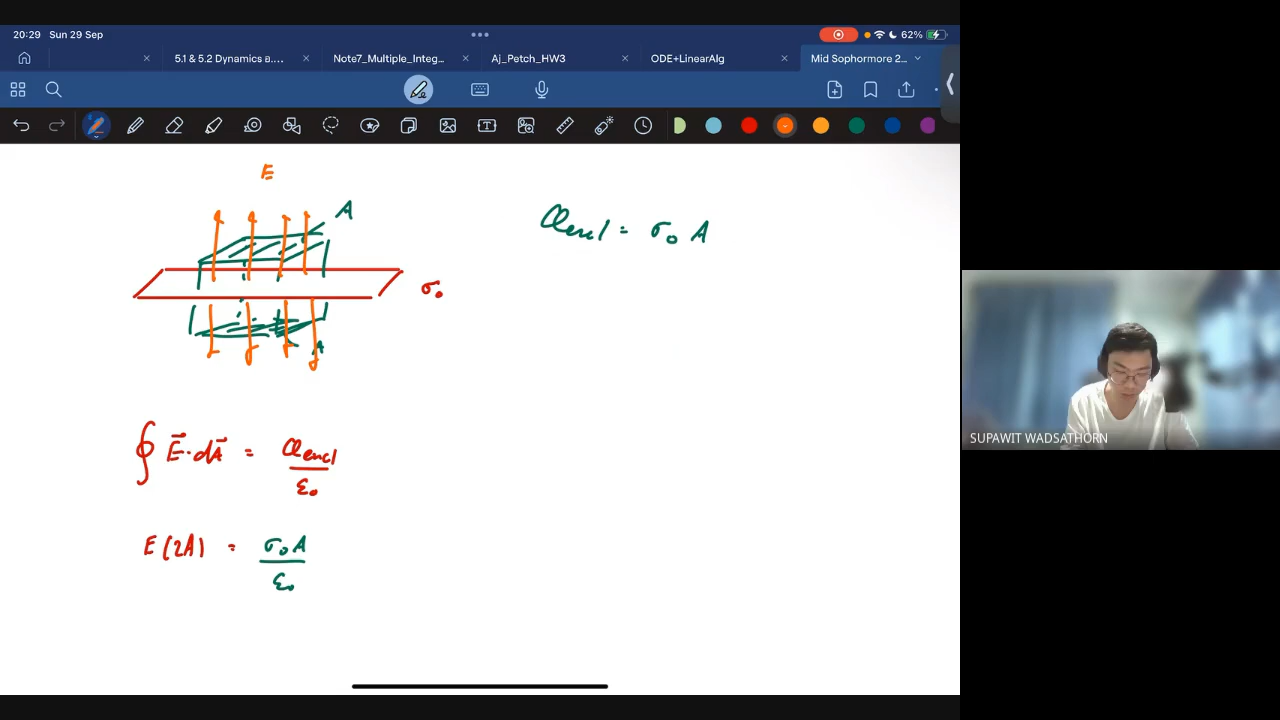 20:29 Sun 29 Sep
62%
5.1 & 5.2 Dynamics a....
Note7_Multiple_Integ...
Aj_Petch_HW3
ODE+LinearAlg
Mid Sophormore 2...
E
A
Qencl = σ₀ A
σ₀
A
∮ E⃗ · dA⃗ = Qencl / ε₀
E(2A) = σ₀A / ε₀
SUPAWIT WADSATHORN